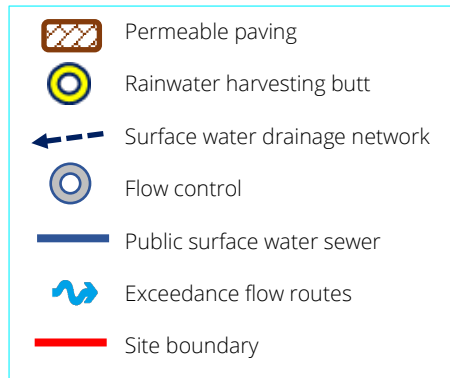 Permeable paving
Rainwater harvesting butt
Surface water drainage network
Flow control
Public surface water sewer
Exceedance flow routes
Site boundary